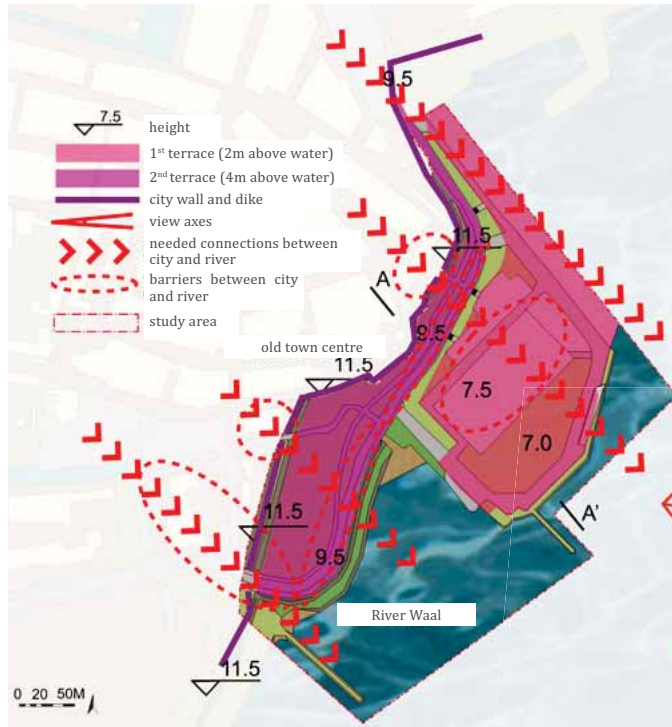 9.5
7.5
height
1st terrace (2m above water)
2nd terrace (4m above water)
city wall and dike
view axes
needed connections between
city and river
barriers between city
and river
study area
11.5
A
9.5
old town centre
11.5
7.5
7.0
A'
11.5
9.5
River Waal
11.5
0 20 50M